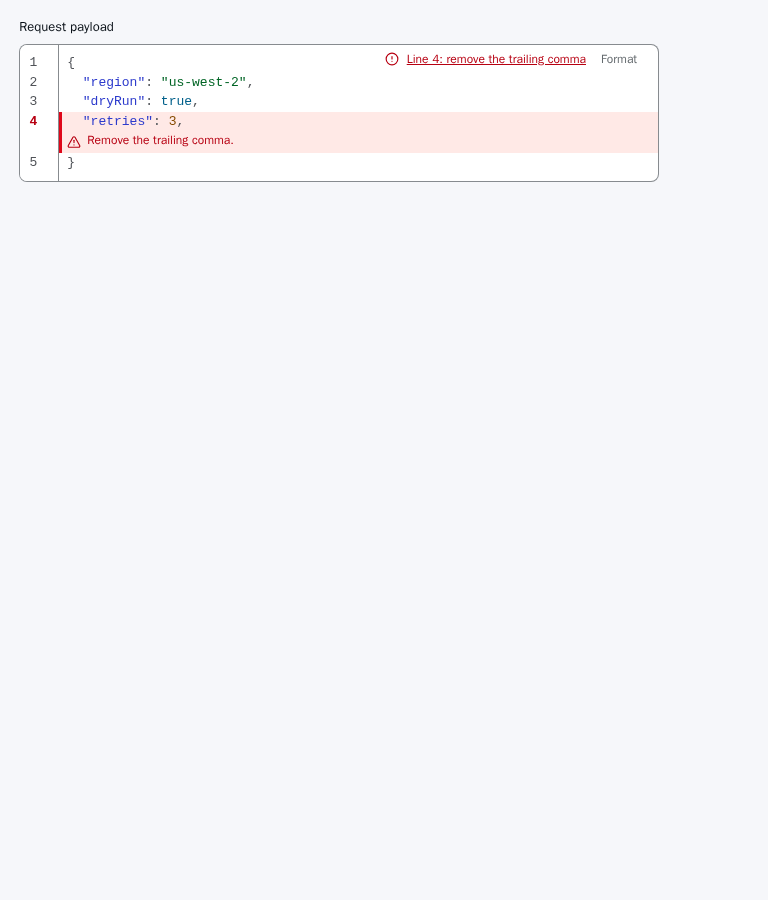 Request payload
Line 4: remove the trailing comma Format
1 {
2 "region": "us-west-2",
3 "dryRun": true,
4 "retries": 3,
Remove the trailing comma.
5 }